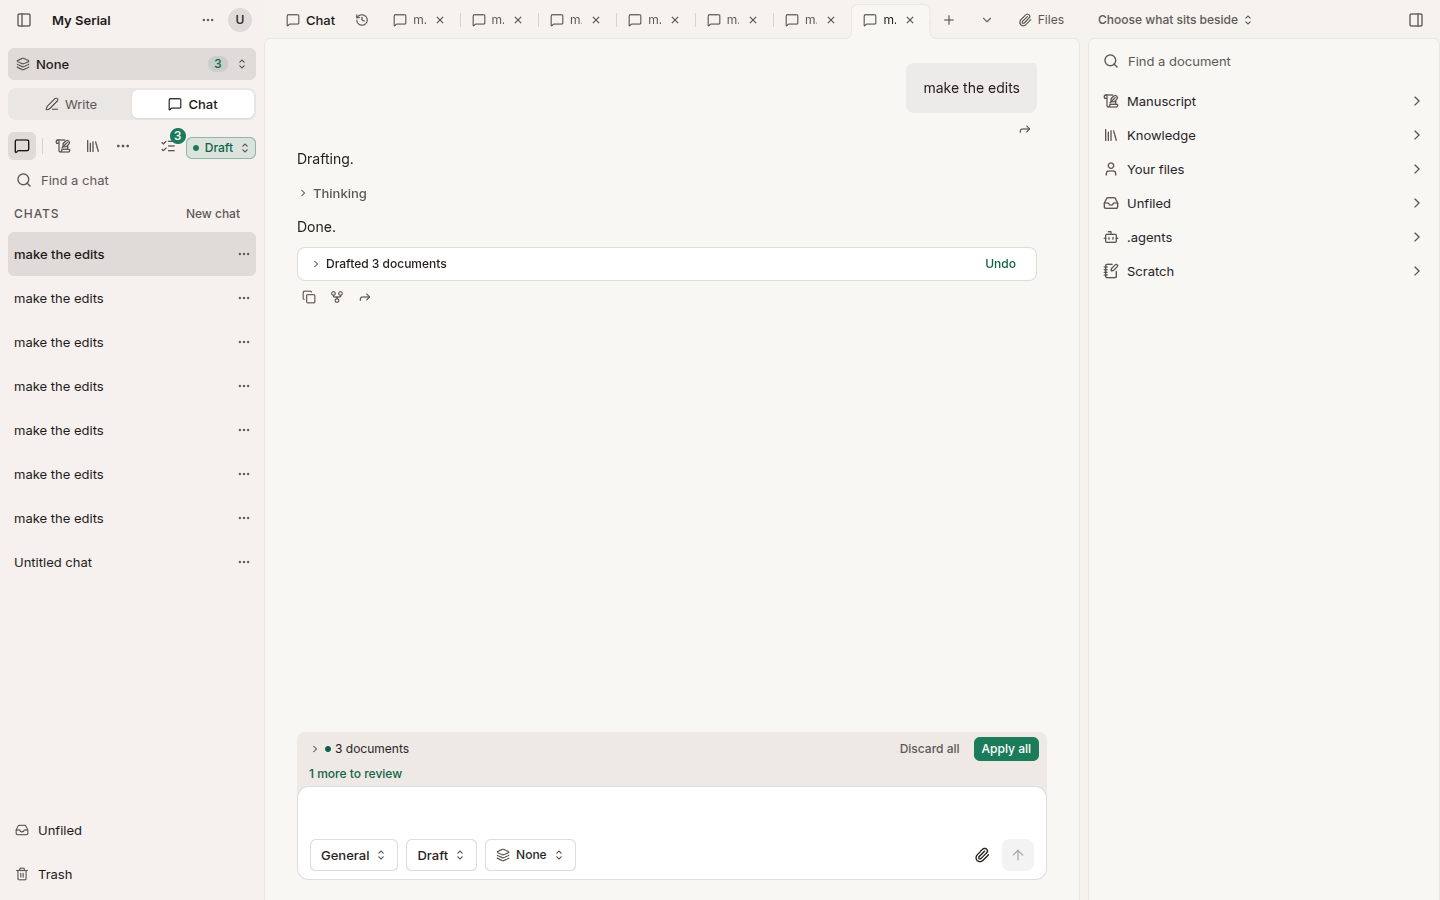 My Serial
U
None
3
Write
Chat
3
Draft
Find a chat
CHATS
New chat
make the edits
make the edits
make the edits
make the edits
make the edits
make the edits
make the edits
Untitled chat
Unfiled
Trash
Chat
m.
m.
m.
m.
m.
m.
m.
Files
make the edits
Drafting.
Thinking
Done.
Drafted 3 documents
Undo
3 documents
Discard all
Apply all
1 more to review
General
Draft
None
Choose what sits beside
Find a document
Manuscript
Knowledge
Your files
Unfiled
.agents
Scratch